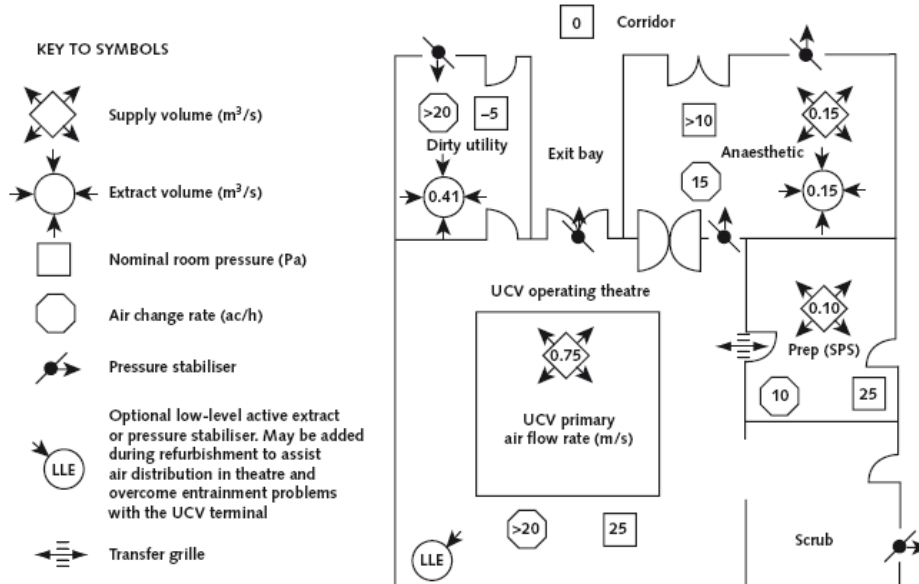 KEY TO SYMBOLS
Supply volume (m³/s)
Extract volume (m³/s)
Nominal room pressure (Pa)
Air change rate (ac/h)
Pressure stabiliser
LLE
Optional low-level active extract
or pressure stabiliser. May be added
during refurbishment to assist
air distribution in theatre and
overcome entrainment problems
with the UCV terminal
Transfer grille
0
Corridor
>20
–5
Dirty utility
0.41
Exit bay
>10
0.15
Anaesthetic
15
0.15
UCV operating theatre
0.75
UCV primary
air flow rate (m/s)
>20
25
LLE
0.10
Prep (SPS)
10
25
Scrub